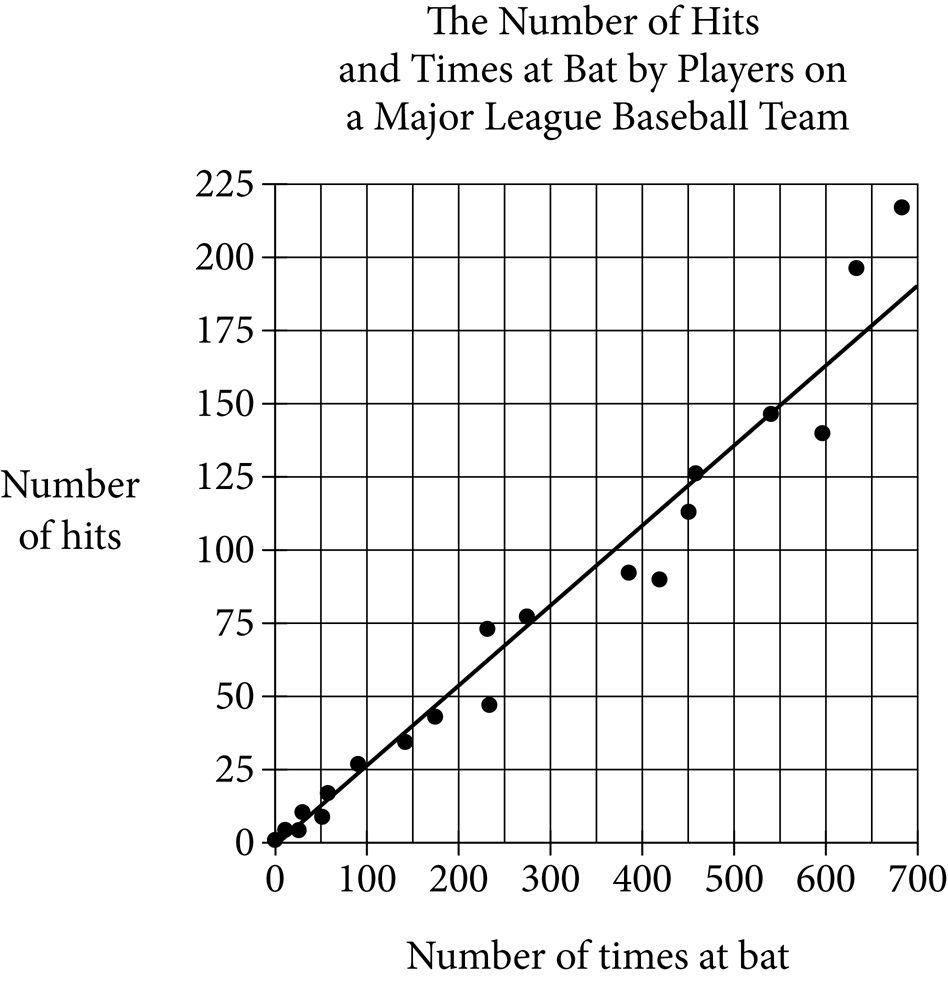 The Number of Hits
and Times at Bat by Players on
a Major League Baseball Team
225
200
175
150
125
100
75
50
25
0
Number
of hits
0 100 200 300 400 500 600 700
Number of times at bat